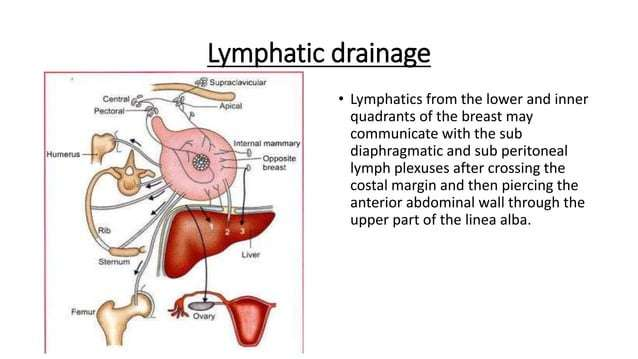 Lymphatic drainage
Supraclavicular
Central
Apical
Pectoral
Internal mammary
Humerus
Opposite
breast
Rib
1 2 3
Liver
Sternum
Femur
Ovary
• Lymphatics from the lower and inner
quadrants of the breast may
communicate with the sub
diaphragmatic and sub peritoneal
lymph plexuses after crossing the
costal margin and then piercing the
anterior abdominal wall through the
upper part of the linea alba.